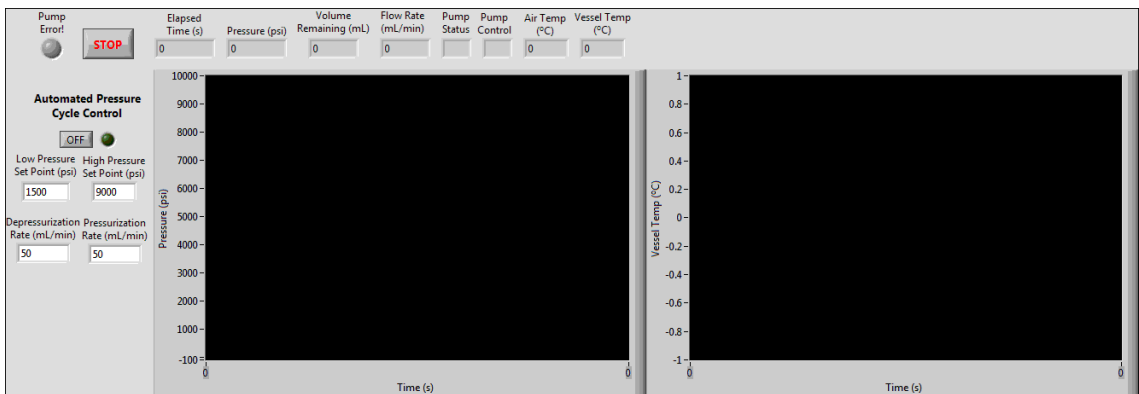 Pump
Error!
STOP
Elapsed
Time (s)
0
Pressure (psi)
0
Volume
Remaining (mL)
0
Flow Rate
(mL/min)
0
Pump
Status
Pump
Control
Air Temp
(°C)
0
Vessel Temp
(°C)
0
Automated Pressure
Cycle Control
OFF
Low Pressure
Set Point (psi)
1500
High Pressure
Set Point (psi)
9000
Depressurization
Rate (mL/min)
50
Pressurization
Rate (mL/min)
50
Pressure (psi)
10000
9000
8000
7000
6000
5000
4000
3000
2000
1000
-100
0
0
Time (s)
Vessel Temp (°C)
1
0.8
0.6
0.4
0.2
0
-0.2
-0.4
-0.6
-0.8
-1
0
0
Time (s)